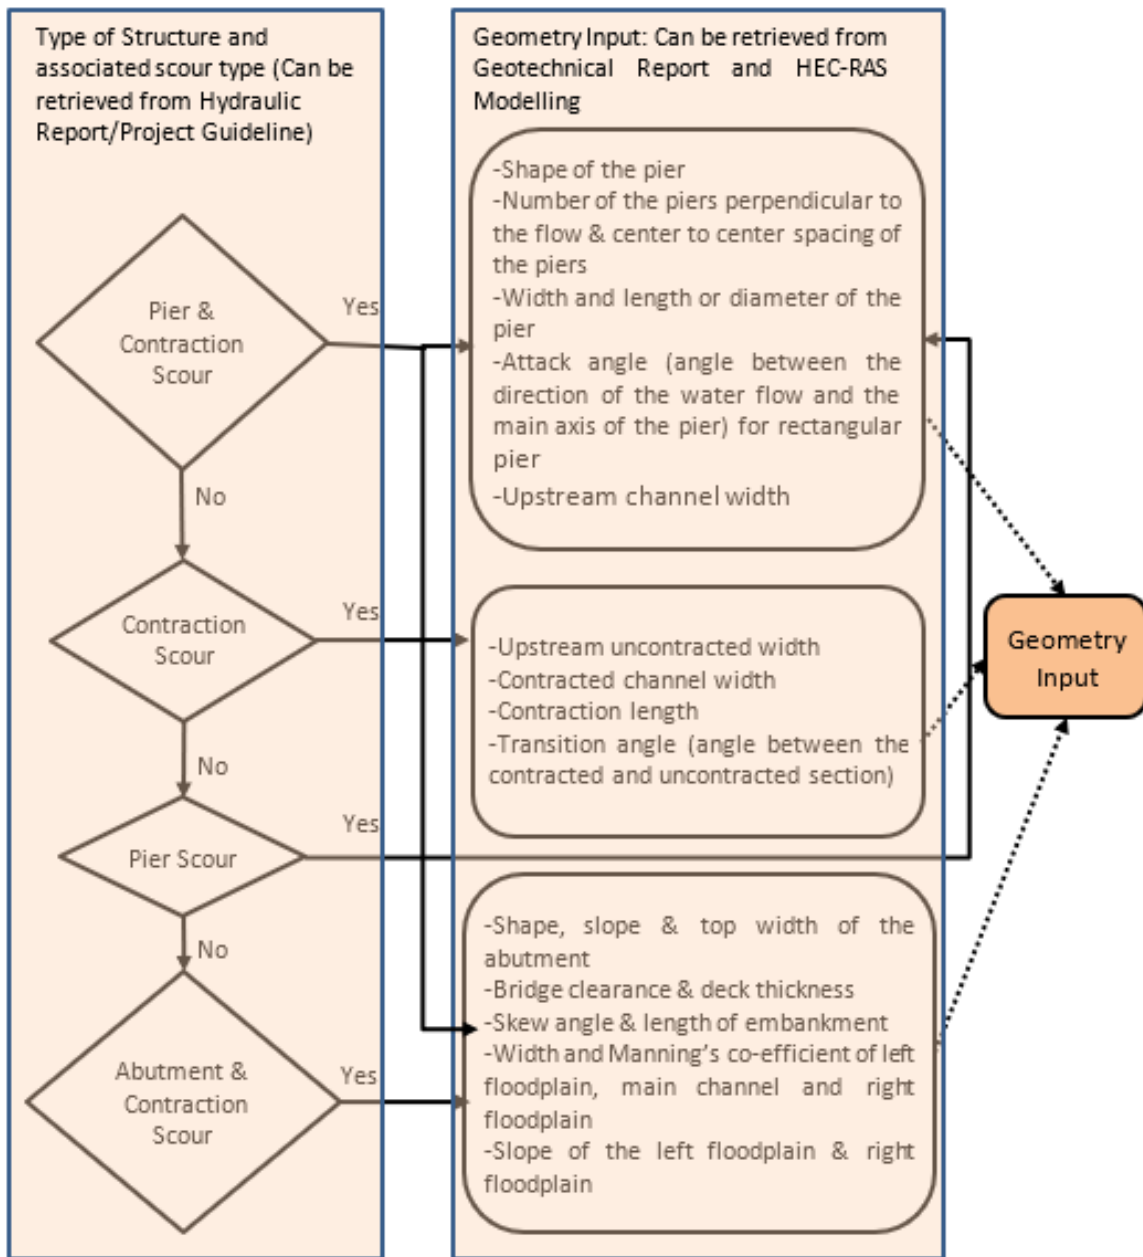 Type of Structure and
associated scour type (Can be
retrieved from Hydraulic
Report/Project Guideline)
Pier &
Contraction
Scour
Yes
No
Contraction
Scour
Yes
No
Pier Scour
Yes
No
Abutment &
Contraction
Scour
Yes
Geometry Input: Can be retrieved from
Geotechnical Report and HEC-RAS
Modelling
-Shape of the pier
-Number of the piers perpendicular to
the flow & center to center spacing of
the piers
-Width and length or diameter of the
pier
-Attack angle (angle between the
direction of the water flow and the
main axis of the pier) for rectangular
pier
-Upstream channel width
-Upstream uncontracted width
-Contracted channel width
-Contraction length
-Transition angle (angle between the
contracted and uncontracted section)
-Shape, slope & top width of the
abutment
-Bridge clearance & deck thickness
-Skew angle & length of embankment
-Width and Manning's co-efficient of left
floodplain, main channel and right
floodplain
-Slope of the left floodplain & right
floodplain
Geometry
Input